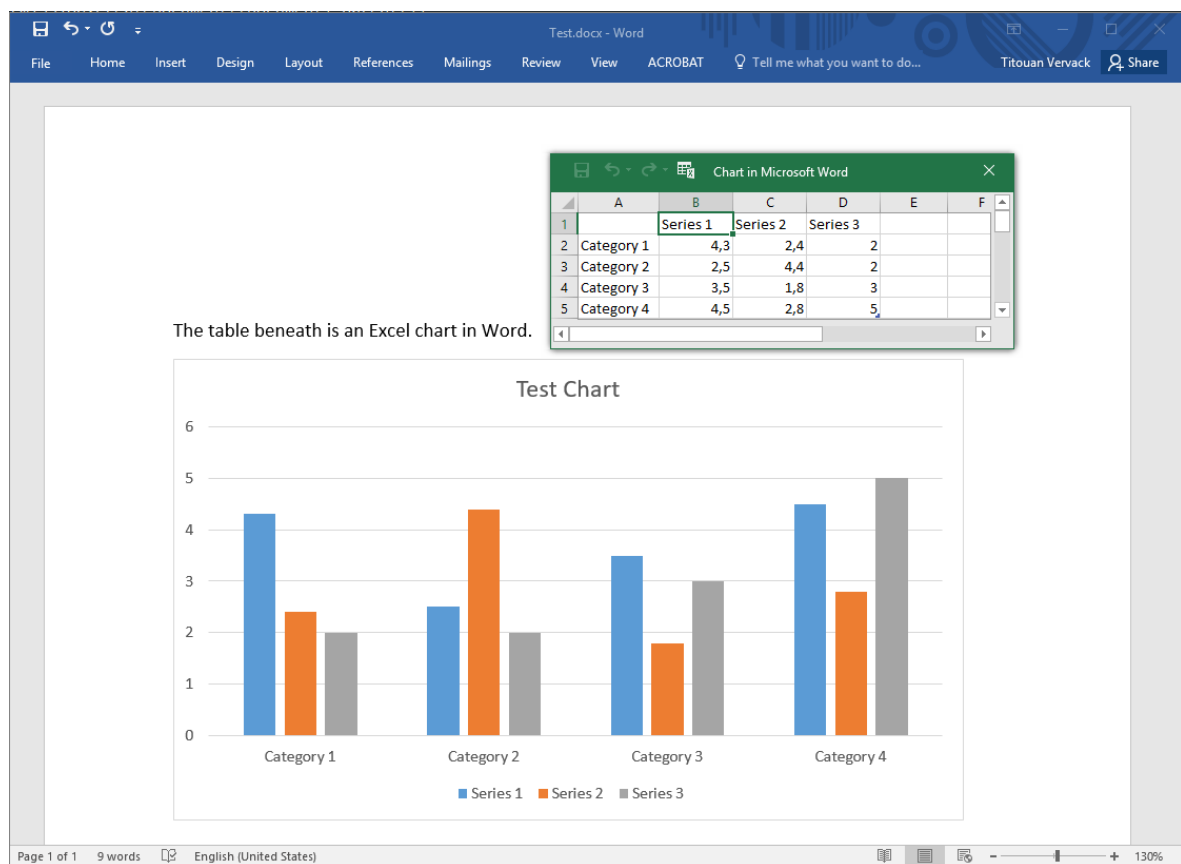 Test.docx - Word
File Home Insert Design Layout References Mailings Review View ACROBAT Tell me what you want to do... Titouan Vervack Share
Chart in Microsoft Word
A B C D E F
1 Series 1 Series 2 Series 3
2 Category 1 4,3 2,4 2
3 Category 2 2,5 4,4 2
4 Category 3 3,5 1,8 3
5 Category 4 4,5 2,8 5
The table beneath is an Excel chart in Word.
Test Chart
6
5
4
3
2
1
0
Category 1 Category 2 Category 3 Category 4
Series 1 Series 2 Series 3
Page 1 of 1 9 words English (United States) 130%